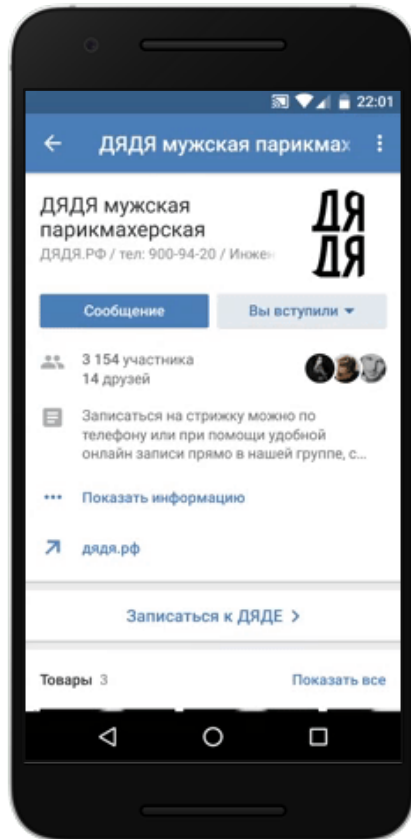 22:01
ДЯДЯ мужская парикмах
ДЯДЯ мужская
парикмахерская
ДЯДЯ.РФ / тел: 900-94-20 / Инжен
ДЯ
ДЯ
Сообщение
Вы вступили
3 154 участника
14 друзей
Записаться на стрижку можно по
телефону или при помощи удобной
онлайн записи прямо в нашей группе, с...
Показать информацию
дядя.рф
Записаться к ДЯДЕ
Товары 3
Показать все